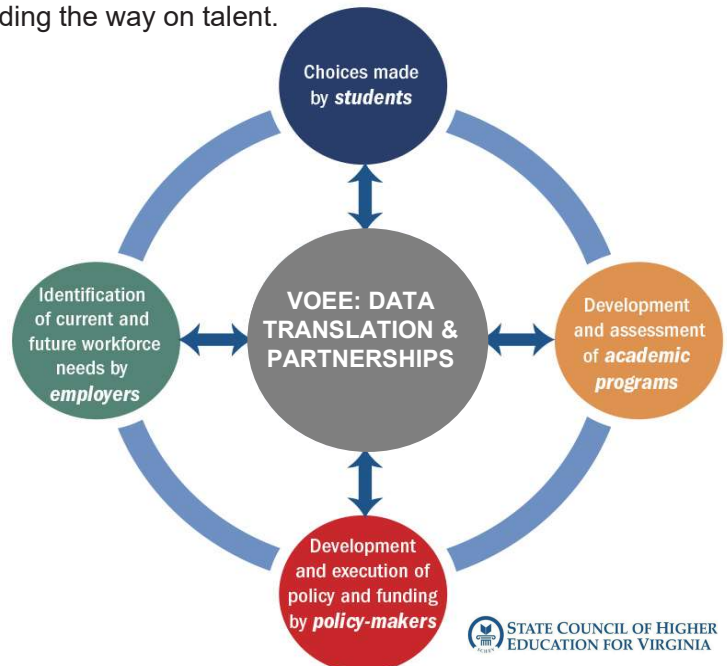 ding the way on talent.
Choices made
by students
Identification
of current and
future workforce
needs by
employers
VOEE: DATA
TRANSLATION &
PARTNERSHIPS
Development
and assessment
of academic
programs
Development
and execution of
policy and funding
by policy-makers
STATE COUNCIL OF HIGHER
EDUCATION FOR VIRGINIA